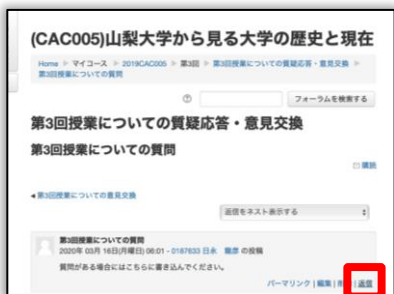 (CAC005)山梨大学から見る大学の歴史と現在
Home ▶ マイコース ▶ 2019CAC005 ▶ 第3回 ▶ 第3回授業についての質疑応答・意見交換 ▶
第3回授業についての質問
フォーラムを検索する
第3回授業についての質疑応答・意見交換
第3回授業についての質問
購読
◀第3回授業についての意見交換
返信をネスト表示する
第3回授業についての質問
2020年 03月 16日(月曜日) 06:01 - 0187633 日永 の投稿
質問がある場合にはこちらに書き込んでください。
パーマリンク | 編集 | 返信